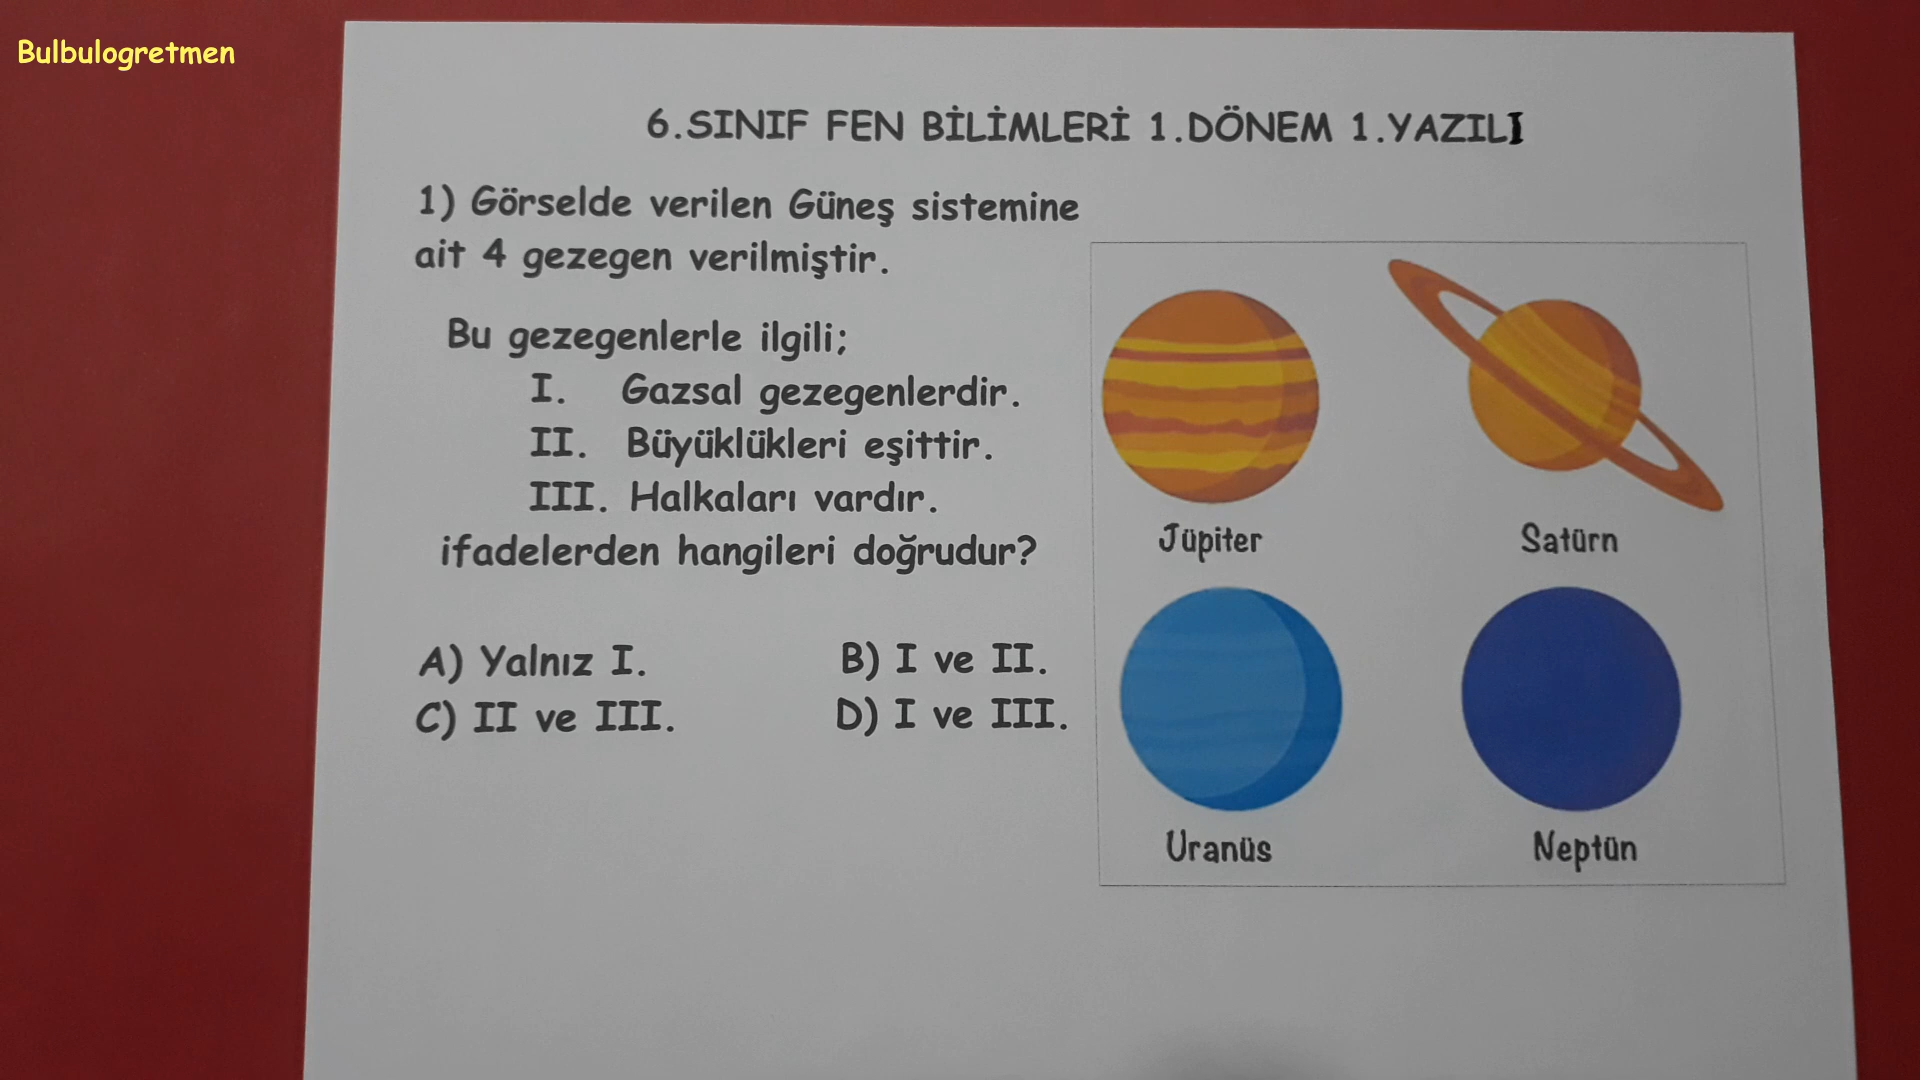 Bulbulogretmen
6.SINIF FEN BİLİMLERİ 1.DÖNEM 1.YAZILI
1) Görselde verilen Güneş sistemine
ait 4 gezegen verilmiştir.
Bu gezegenlerle ilgili;
I. Gazsal gezegenlerdir.
II. Büyüklükleri eşittir.
III. Halkaları vardır.
ifadelerden hangileri doğrudur?
A) Yalnız I.
B) I ve II.
C) II ve III.
D) I ve III.
Jüpiter
Satürn
Uranüs
Neptün